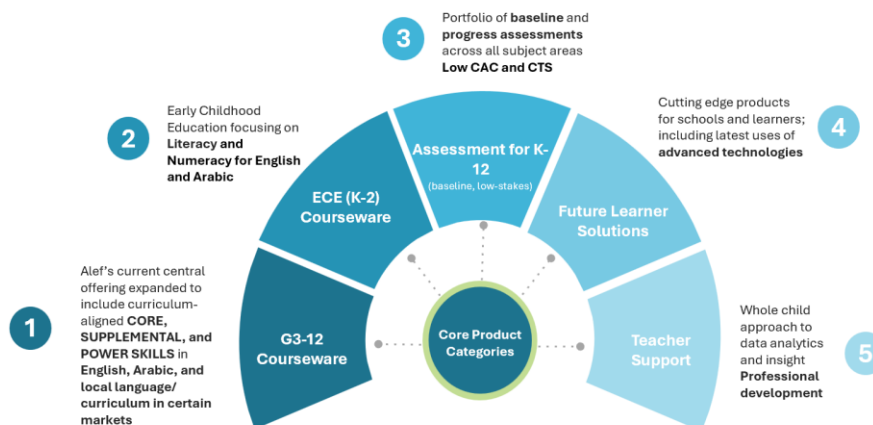 3
Portfolio of baseline and
progress assessments
across all subject areas
Low CAC and CTS
2
Early Childhood
Education focusing on
Literacy and
Numeracy for English
and Arabic
4
Cutting edge products
for schools and learners;
including latest uses of
advanced technologies
Assessment for K-
12
(baseline, low-stakes)
ECE (K-2)
Courseware
Future Learner
Solutions
1
Alef's current central
offering expanded to
include curriculum-
aligned CORE,
SUPPLEMENTAL, and
POWER SKILLS in
English, Arabic, and
local language/
curriculum in certain
markets
G3-12
Courseware
Core Product
Categories
Teacher
Support
Whole child
approach to
data analytics
and insight
Professional
development
5